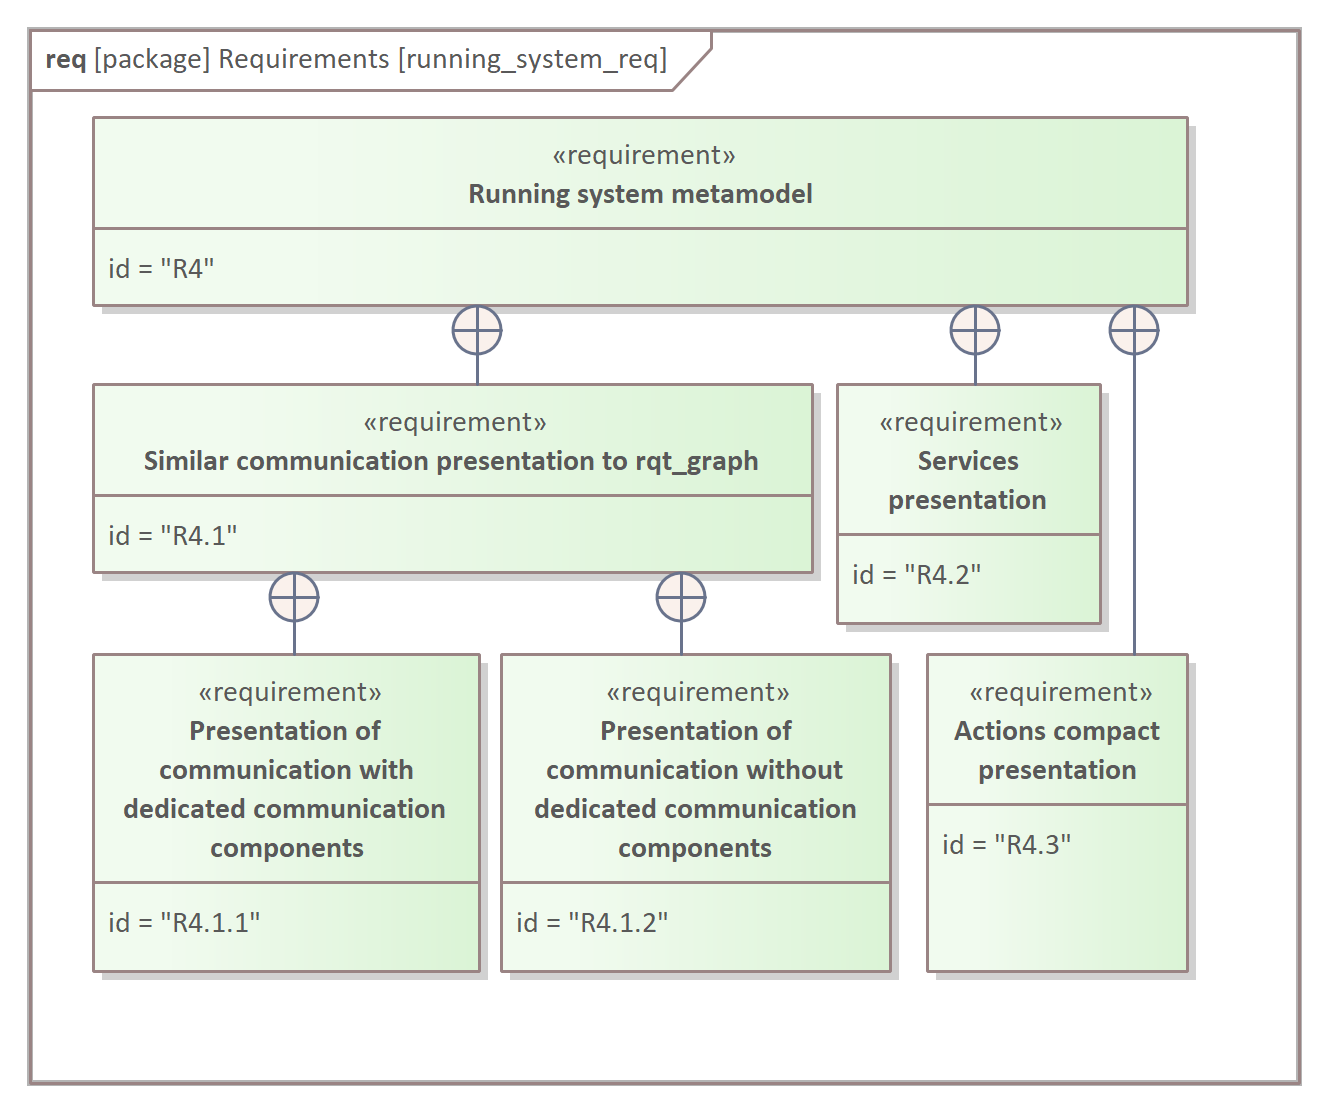 req [package] Requirements [running_system_req]
«requirement»
Running system metamodel
id = "R4"
«requirement»
Similar communication presentation to rqt_graph
id = "R4.1"
«requirement»
Services
presentation
id = "R4.2"
«requirement»
Presentation of
communication with
dedicated communication
components
id = "R4.1.1"
«requirement»
Presentation of
communication without
dedicated communication
components
id = "R4.1.2"
«requirement»
Actions compact
presentation
id = "R4.3"